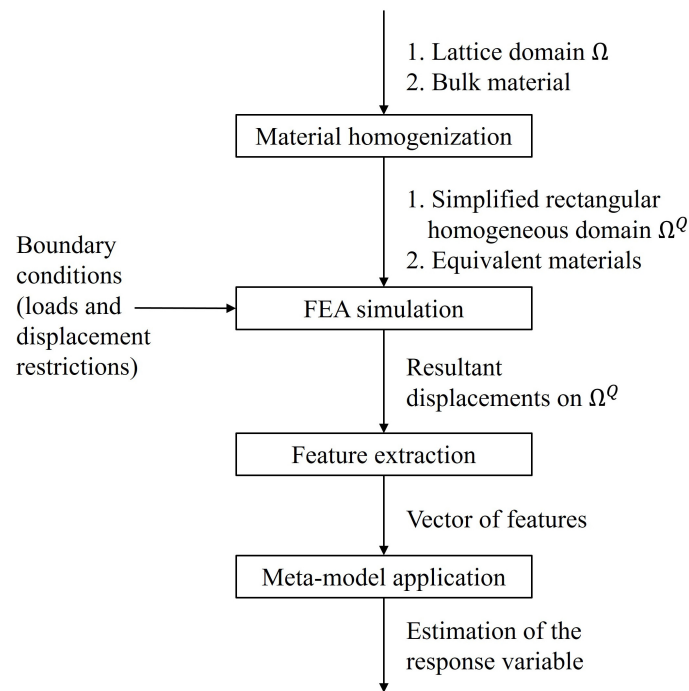 1. Lattice domain Ω
2. Bulk material
Material homogenization
1. Simplified rectangular
homogeneous domain Ω^Q
2. Equivalent materials
Boundary
conditions
(loads and
displacement
restrictions)
FEA simulation
Resultant
displacements on Ω^Q
Feature extraction
Vector of features
Meta-model application
Estimation of the
response variable